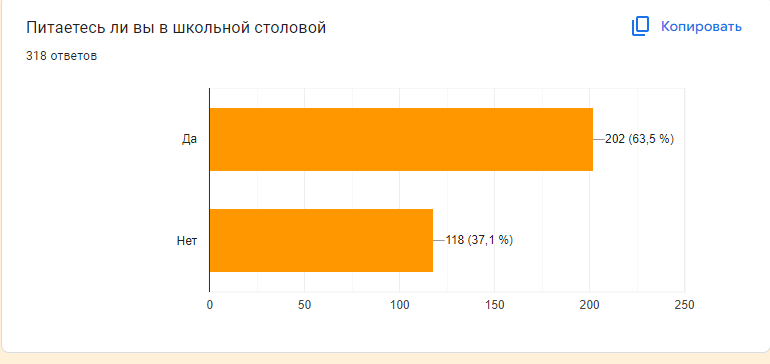 Питаетесь ли вы в школьной столовой
Копировать
318 ответов
Да
202 (63,5 %)
Нет
118 (37,1 %)
0 50 100 150 200 250